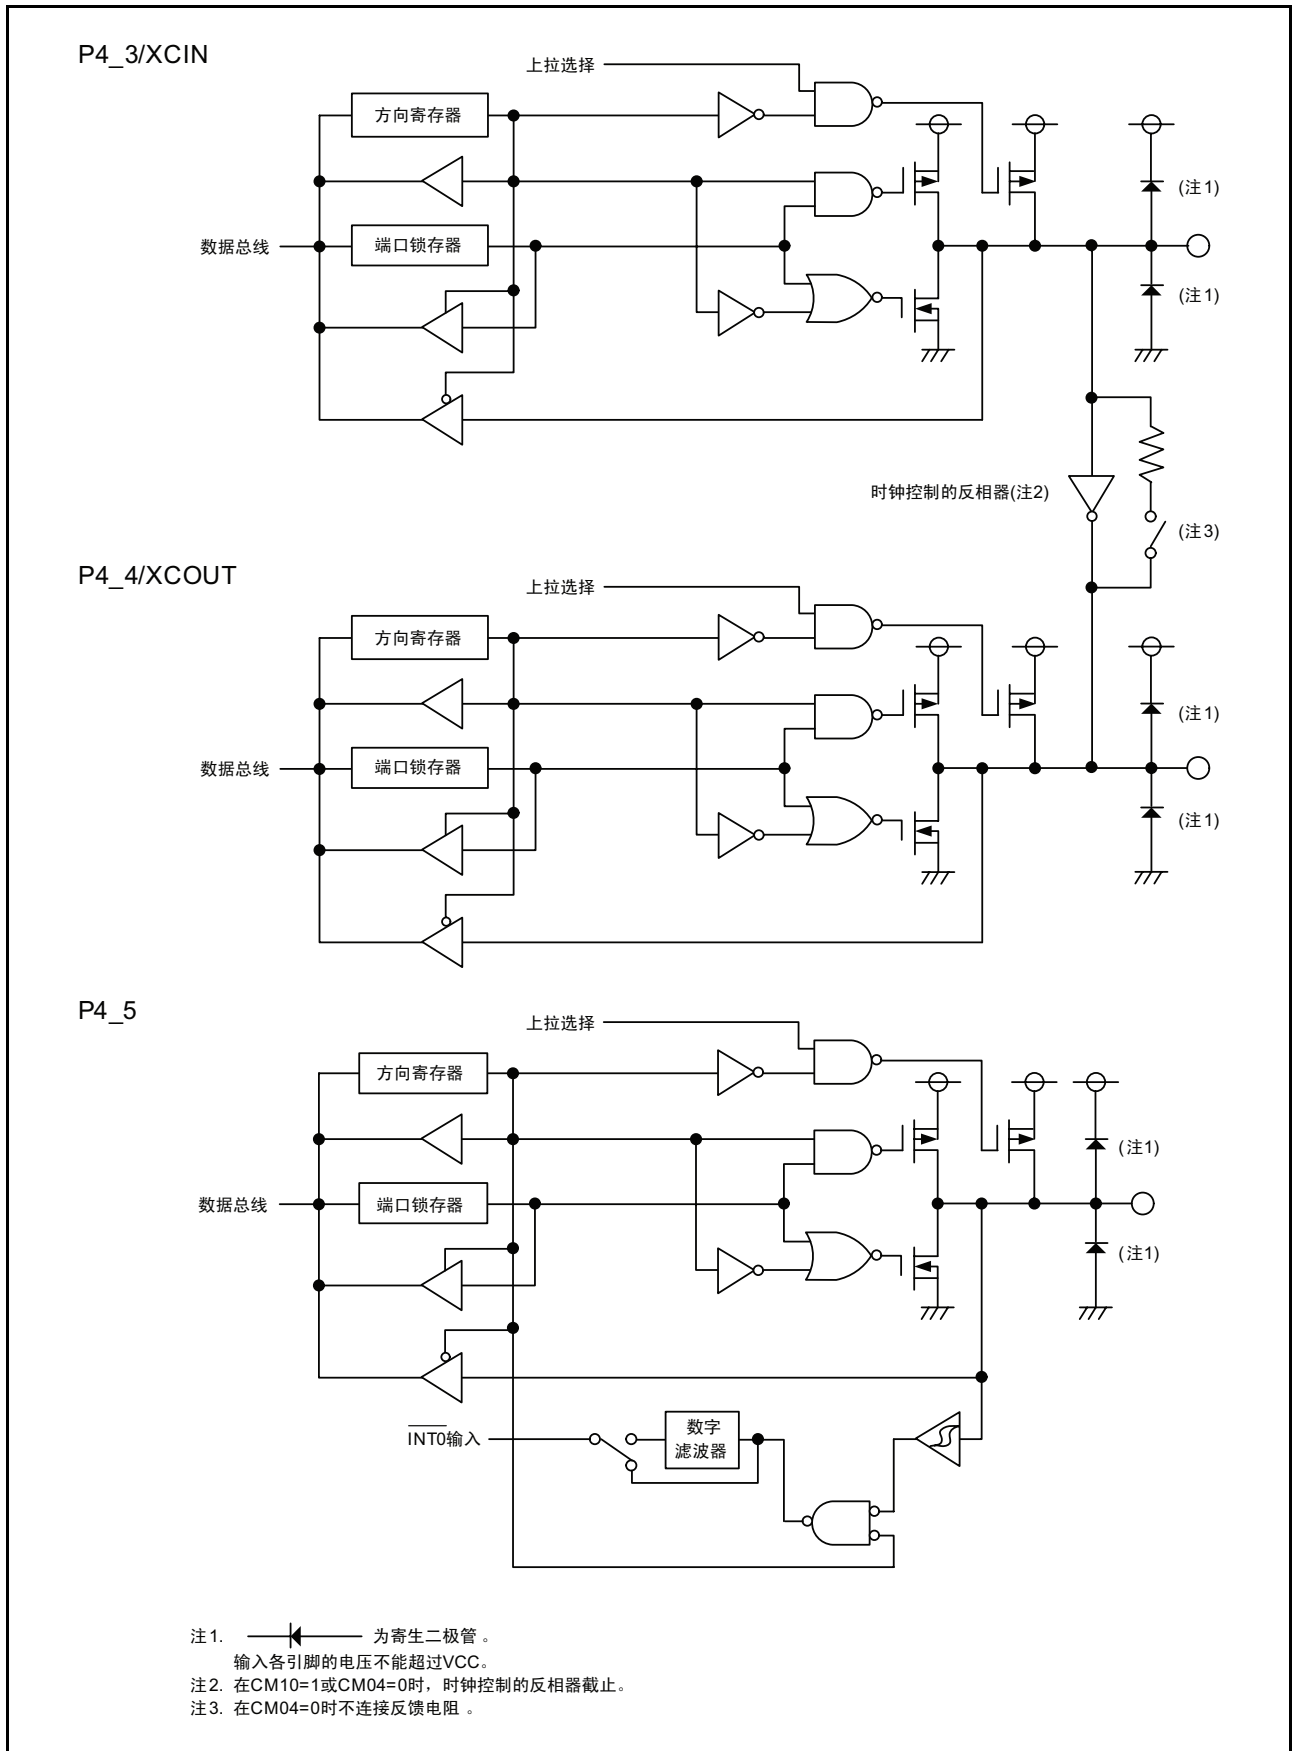 P4_3/XCIN
上拉选择
方向寄存器
(注1)
数据总线
端口锁存器
(注1)
时钟控制的反相器(注2)
(注3)
P4_4/XCOUT
上拉选择
方向寄存器
(注1)
数据总线
端口锁存器
(注1)
P4_5
上拉选择
方向寄存器
(注1)
数据总线
端口锁存器
(注1)
INT0输入
数字
滤波器
注1. 为寄生二极管。
输入各引脚的电压不能超过VCC。
注2. 在CM10=1或CM04=0时，时钟控制的反相器截止。
注3. 在CM04=0时不连接反馈电阻。